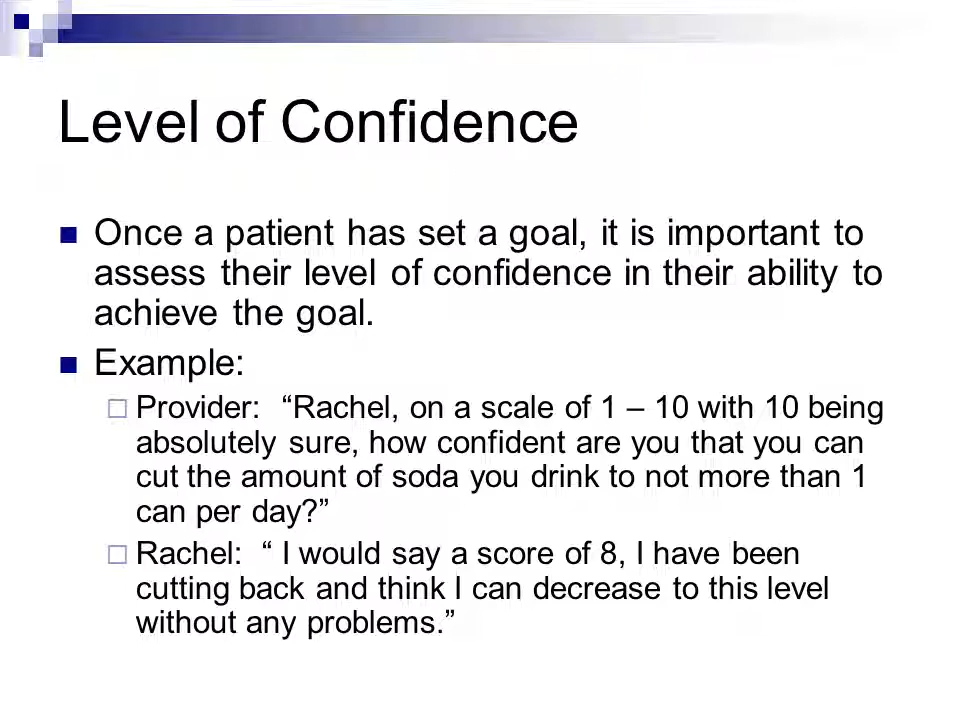 Level of Confidence
Once a patient has set a goal, it is important to
assess their level of confidence in their ability to
achieve the goal.
Example:
Provider: “Rachel, on a scale of 1 – 10 with 10 being
absolutely sure, how confident are you that you can
cut the amount of soda you drink to not more than 1
can per day?”
Rachel: “ I would say a score of 8, I have been
cutting back and think I can decrease to this level
without any problems.”